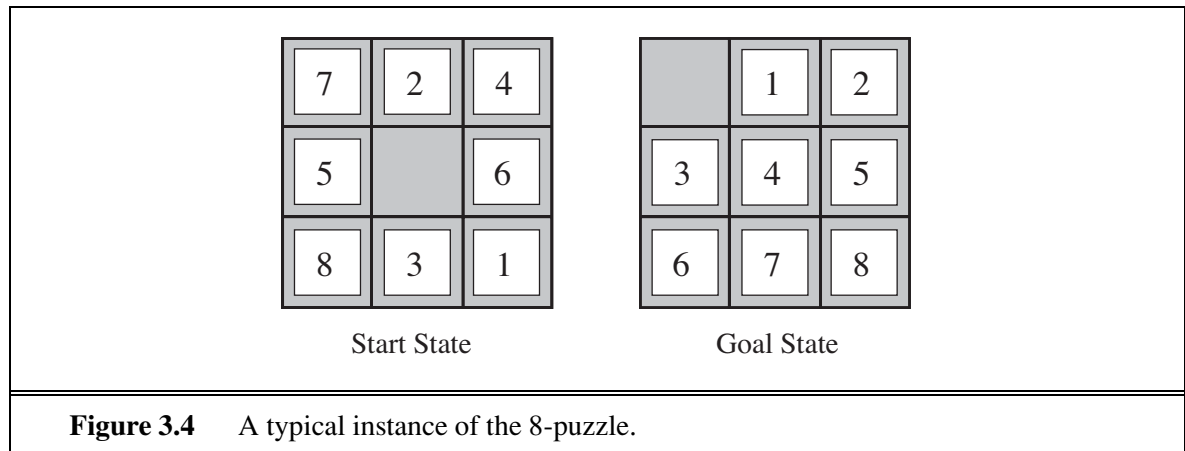 7 2 4 1 2
5 6 3 4 5
8 3 1 6 7 8
Start State Goal State
Figure 3.4 A typical instance of the 8-puzzle.